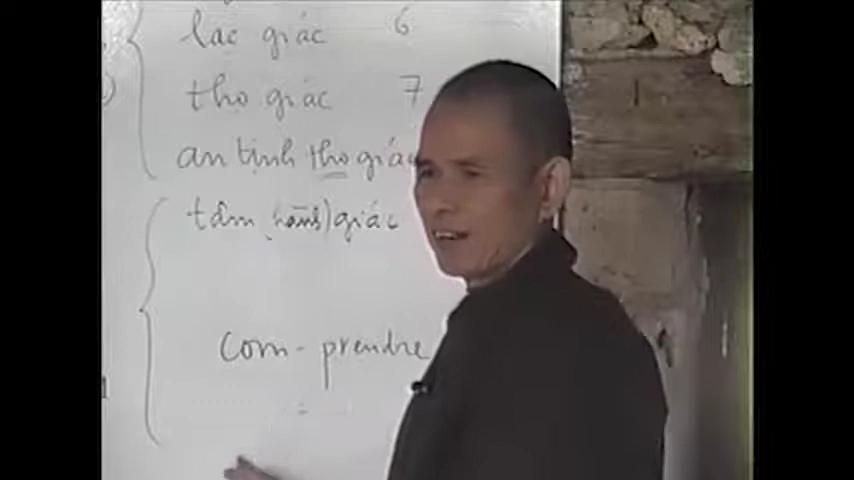 lạc giác 6
thọ giác 7
an tịnh thọ giác
tâm (hành) giác
com-prendre